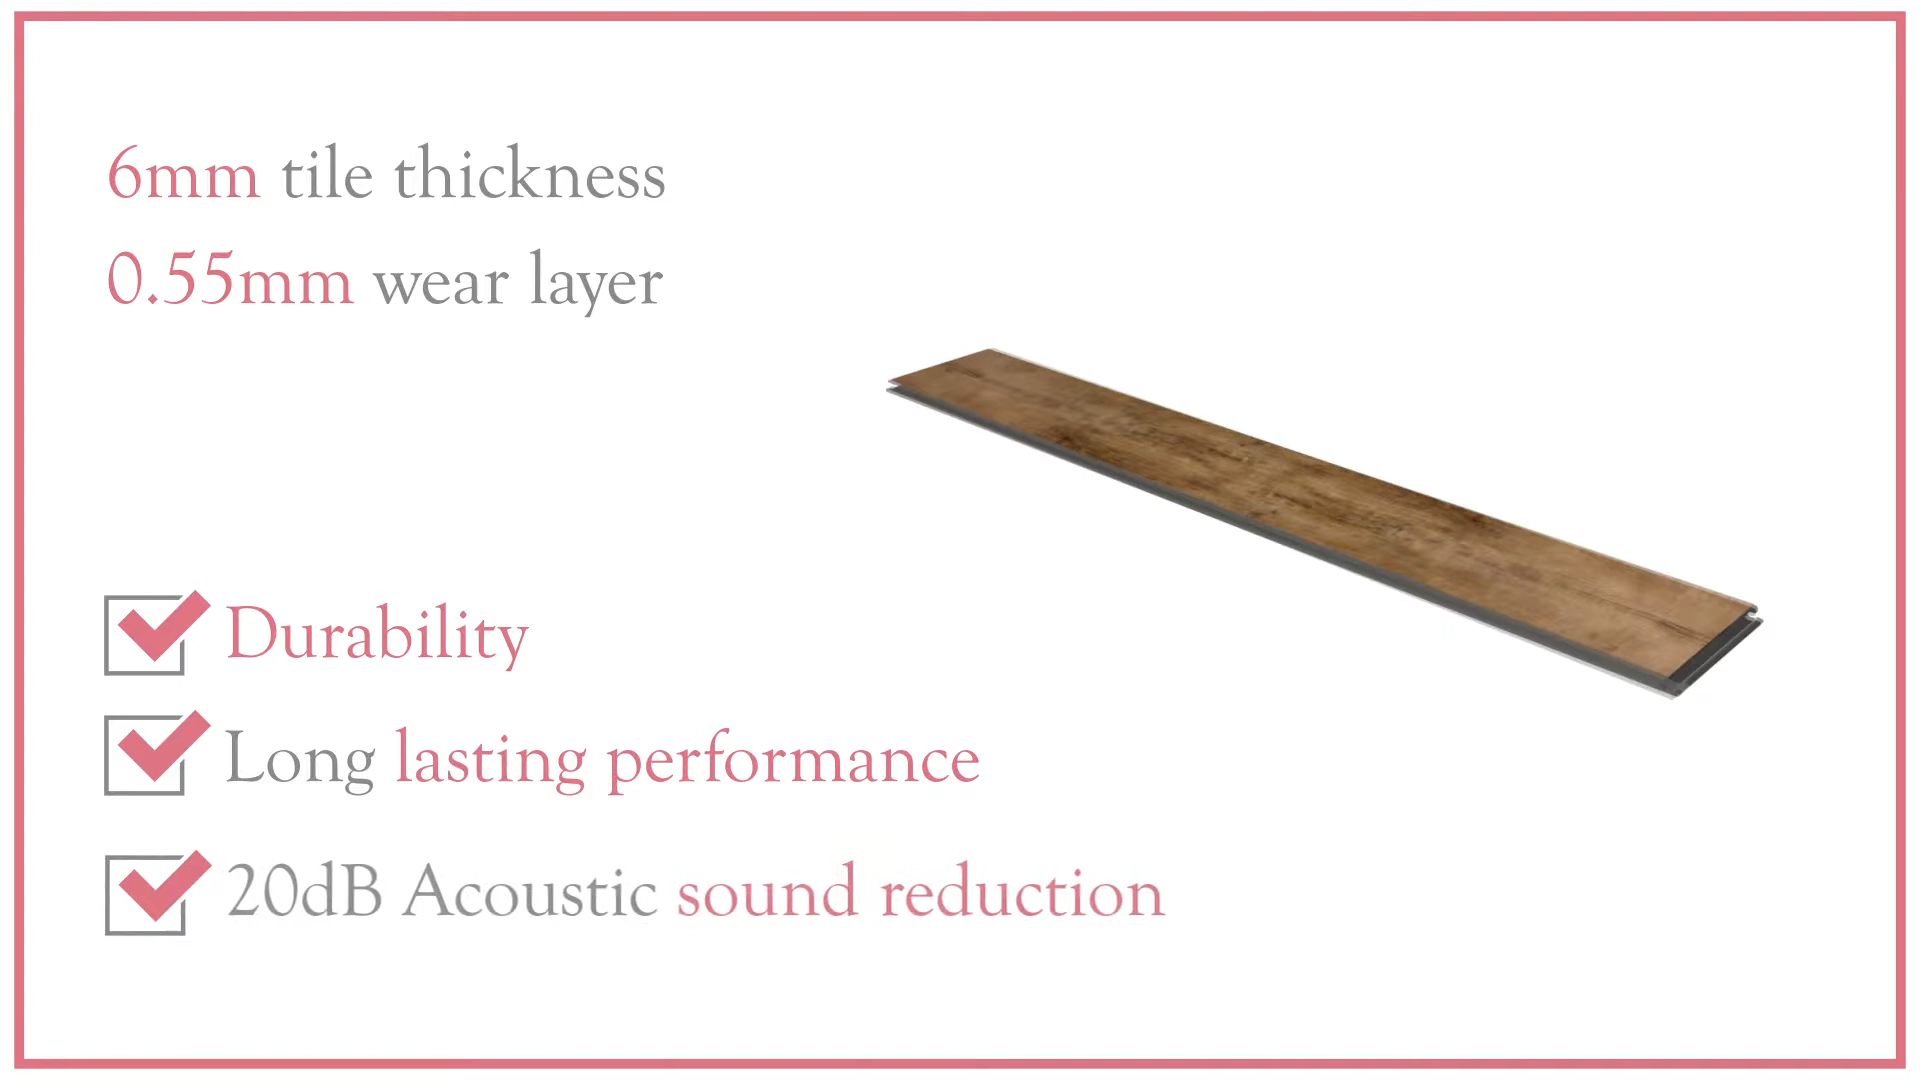 6mm tile thickness
0.55mm wear layer
Durability
Long lasting performance
20dB Acoustic sound reduction